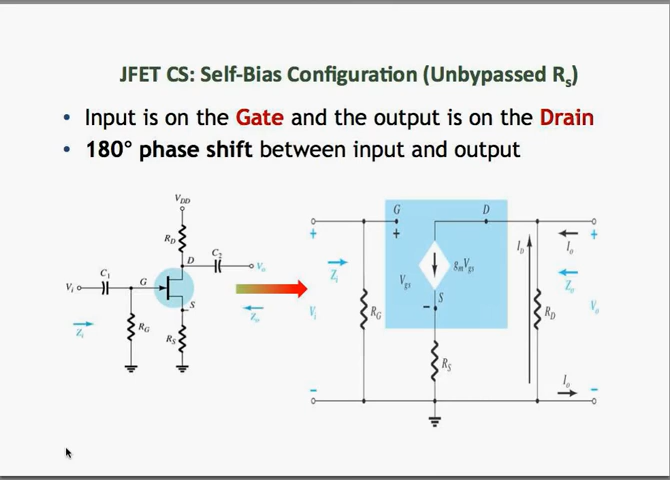 JFET CS: Self-Bias Configuration (Unbypassed Rs)
• Input is on the Gate and the output is on the Drain
• 180° phase shift between input and output
VDD
RD
D
C2
Vo
C1
Vi
G
S
Zi
RG
RS
Zo
G
D
+
+
+
Zi
Vgs
gmVgs
ID
Io
Zo
Vi
RG
S
RD
Vo
RS
Io